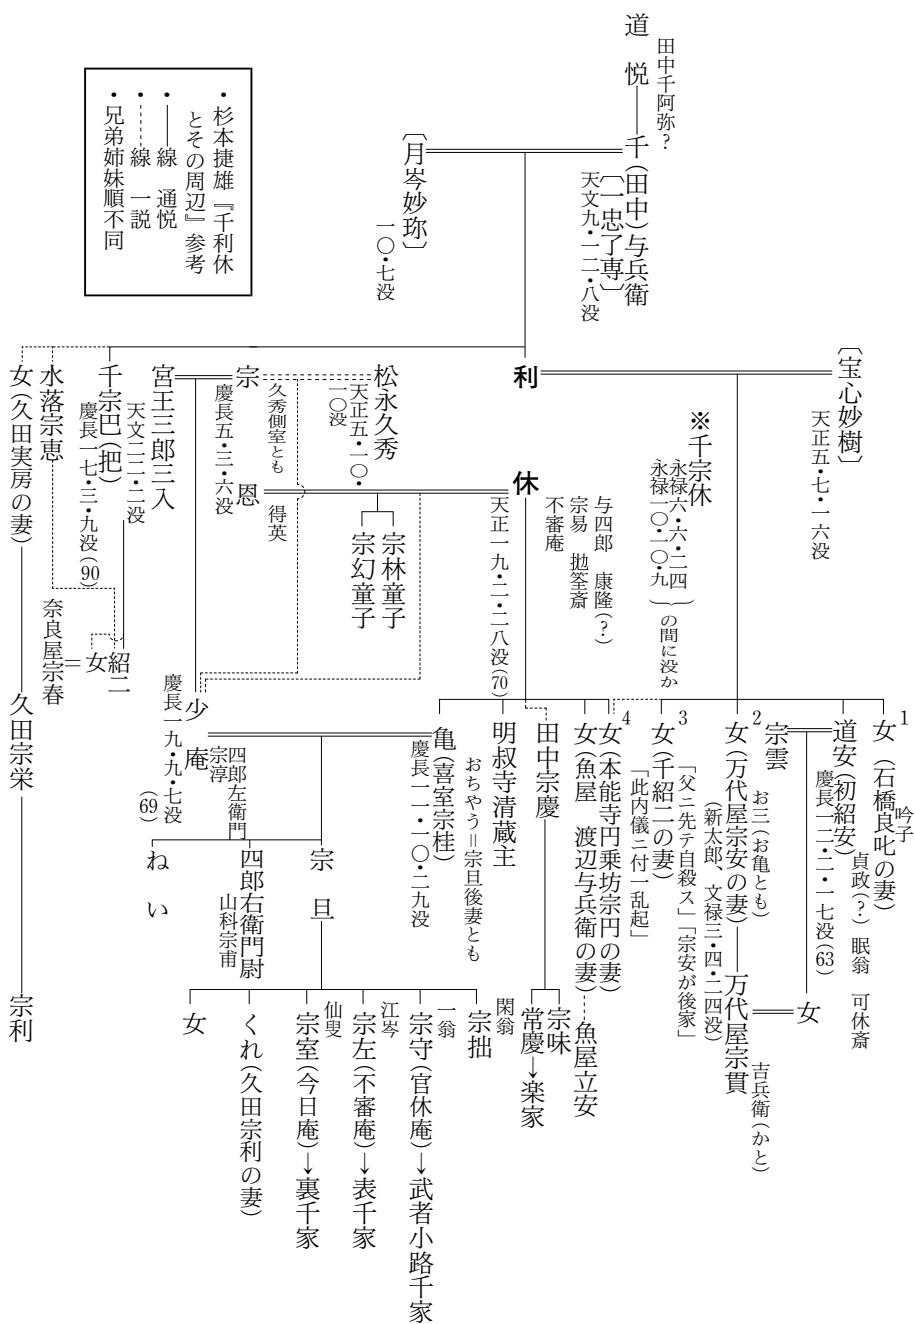 道悦
田中千阿弥？
千（田中）与兵衛
〔一忠了専〕
天文九・一二・八没
〔月岑妙珎〕
一〇・七没
・杉本捷雄『千利休
とその周辺』参考
・――線　通悦
・-----線　一説
・兄弟姉妹順不同
〔宝心妙樹〕
天正五・七・一六没
※千宗休
永禄六・六・二四
永禄一〇・一〇・九
｝の間に没か
利休
与四郎　康隆（？）
宗易　抛筌斎
不審庵
天正一九・二・二八没（70）
松永久秀
天正五・一〇・
一〇没
宗林童子
宗幻童子
宗恩
久秀側室とも
得英
慶長五・三・六没
宮王三郎三入
天文二二・二没
千宗巴（把）
慶長一七・三・九没（90）
水落宗恵
女（久田実房の妻）
紹二
女
奈良屋宗春
久田宗栄
宗利
1
女（石橋良叱の妻）
吟子
道安（初紹安）
貞政（？）　眠翁　可休斎
慶長一二・二・一七没（63）
宗雲
女
2
女（万代屋宗安の妻）
お三（お亀とも）
（新太郎、文禄三・四・二四没）
万代屋宗貫
吉兵衛（かと）
3
女（千紹二の妻）
「父ニ先テ自殺ス」「宗安が後家」
「此内儀ニ付一乱起」
4
女（本能寺円乗坊宗円の妻）
女（魚屋　渡辺与兵衛の妻）
魚屋立安
田中宗慶
宗味
常慶→楽家
明叔寺清蔵主
亀（喜室宗桂）
おちやう＝宗旦後妻とも
慶長一一・一〇・二九没
少庵
四郎左衛門
宗淳
慶長一九・九・七没
（69）
宗旦
四郎右衛門尉
山科宗甫
ねい
閑翁
宗拙
一翁
宗守（官休庵）→武者小路千家
江岑
宗左（不審庵）→表千家
仙叟
宗室（今日庵）→裏千家
くれ（久田宗利の妻）
女